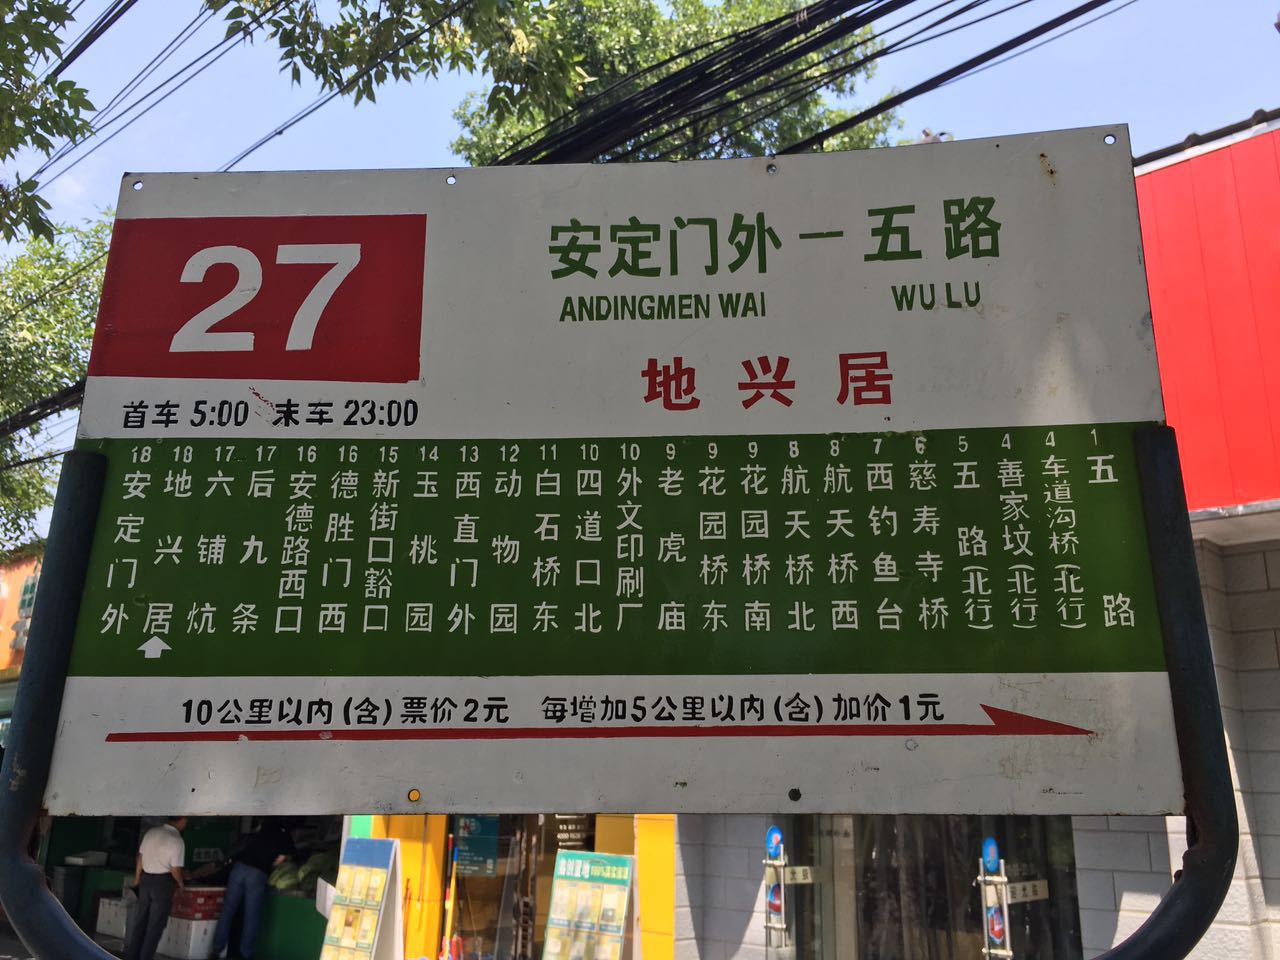 27
安定门外－五路
ANDINGMEN WAI WU LU
地兴居
首车 5:00 末车 23:00
18 18 17 17 16 16 15 14 13 12 11 10 10 9 9 9 8 8 7 6 5 4 4 1
安定门外
地兴居
六铺炕
后九条
安德路西口
德胜门西
新街口豁口
玉桃园
西直门外
动物园
白石桥东
四道口北
外文印刷厂
老虎庙
花园桥东
花园桥南
航天桥北
航天桥西
西钓鱼台
慈寿寺桥
五路(北行)
善家坟(北行)
车道沟桥(北行)
五路
10公里以内(含)票价2元 每增加5公里以内(含)加价1元